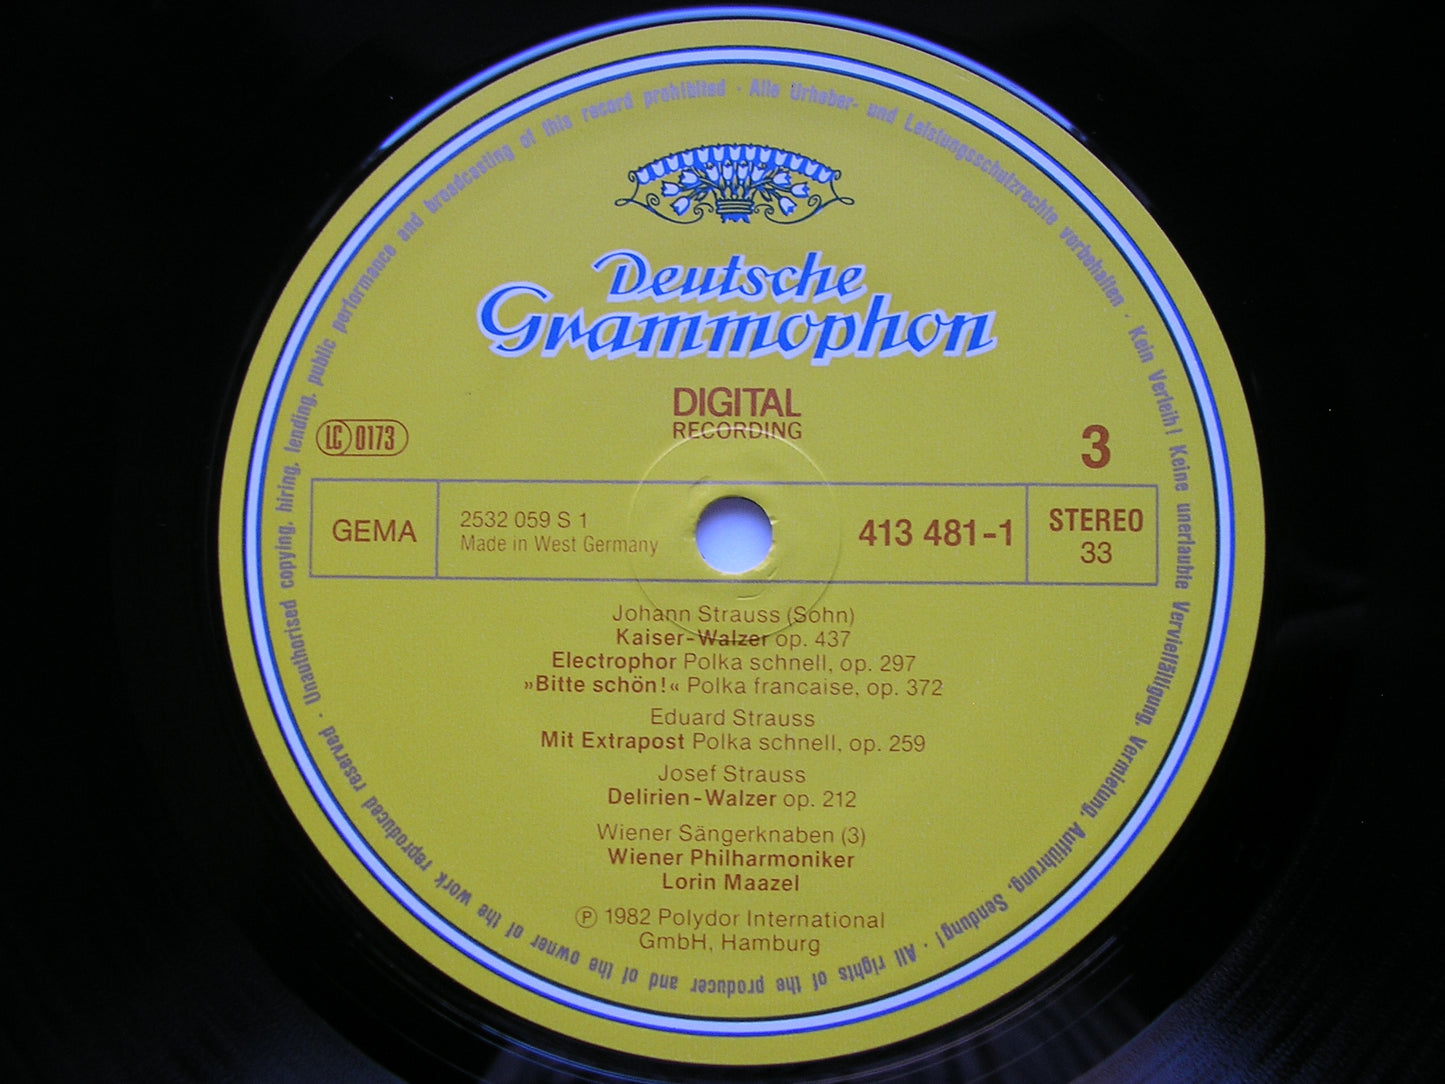 Deutsche
Grammophon
DIGITAL
RECORDING
LC 0173
3
GEMA
2532 059 S 1
Made in West Germany
413 481-1
STEREO
33
Johann Strauss (Sohn)
Kaiser-Walzer op. 437
Electrophor Polka schnell, op. 297
»Bitte schön!« Polka francaise, op. 372
Eduard Strauss
Mit Extrapost Polka schnell, op. 259
Josef Strauss
Delirien-Walzer op. 212
Wiener Sängerknaben (3)
Wiener Philharmoniker
Lorin Maazel
℗ 1982 Polydor International
GmbH, Hamburg
Alle Urheber- und Leistungsschutzrechte vorbehalten · Kein Verleih! Keine unerlaubte Vervielfältigung, Vermietung, Aufführung, Sendung! · All rights of the producer and of the owner of the work reproduced reserved · Unauthorised copying, hiring, lending, public performance and broadcasting of this record prohibited ·